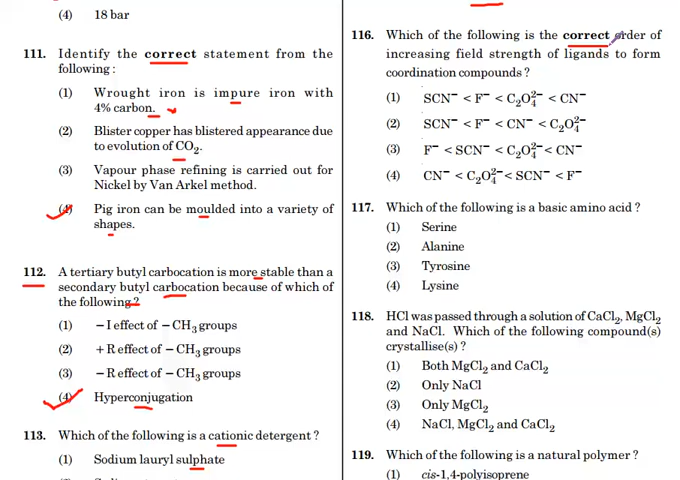 (4) 18 bar
111. Identify the correct statement from the
following :
(1) Wrought iron is impure iron with
4% carbon.
(2) Blister copper has blistered appearance due
to evolution of CO₂.
(3) Vapour phase refining is carried out for
Nickel by Van Arkel method.
(4) Pig iron can be moulded into a variety of
shapes.
112. A tertiary butyl carbocation is more stable than a
secondary butyl carbocation because of which of
the following ?
(1) – I effect of – CH₃ groups
(2) + R effect of – CH₃ groups
(3) – R effect of – CH₃ groups
(4) Hyperconjugation
113. Which of the following is a cationic detergent ?
(1) Sodium lauryl sulphate
116. Which of the following is the correct order of
increasing field strength of ligands to form
coordination compounds ?
(1) SCN⁻ < F⁻ < C₂O₄²⁻ < CN⁻
(2) SCN⁻ < F⁻ < CN⁻ < C₂O₄²⁻
(3) F⁻ < SCN⁻ < C₂O₄²⁻ < CN⁻
(4) CN⁻ < C₂O₄²⁻ < SCN⁻ < F⁻
117. Which of the following is a basic amino acid ?
(1) Serine
(2) Alanine
(3) Tyrosine
(4) Lysine
118. HCl was passed through a solution of CaCl₂, MgCl₂
and NaCl. Which of the following compound(s)
crystallise(s) ?
(1) Both MgCl₂ and CaCl₂
(2) Only NaCl
(3) Only MgCl₂
(4) NaCl, MgCl₂ and CaCl₂
119. Which of the following is a natural polymer ?
(1) cis-1,4-polyisoprene